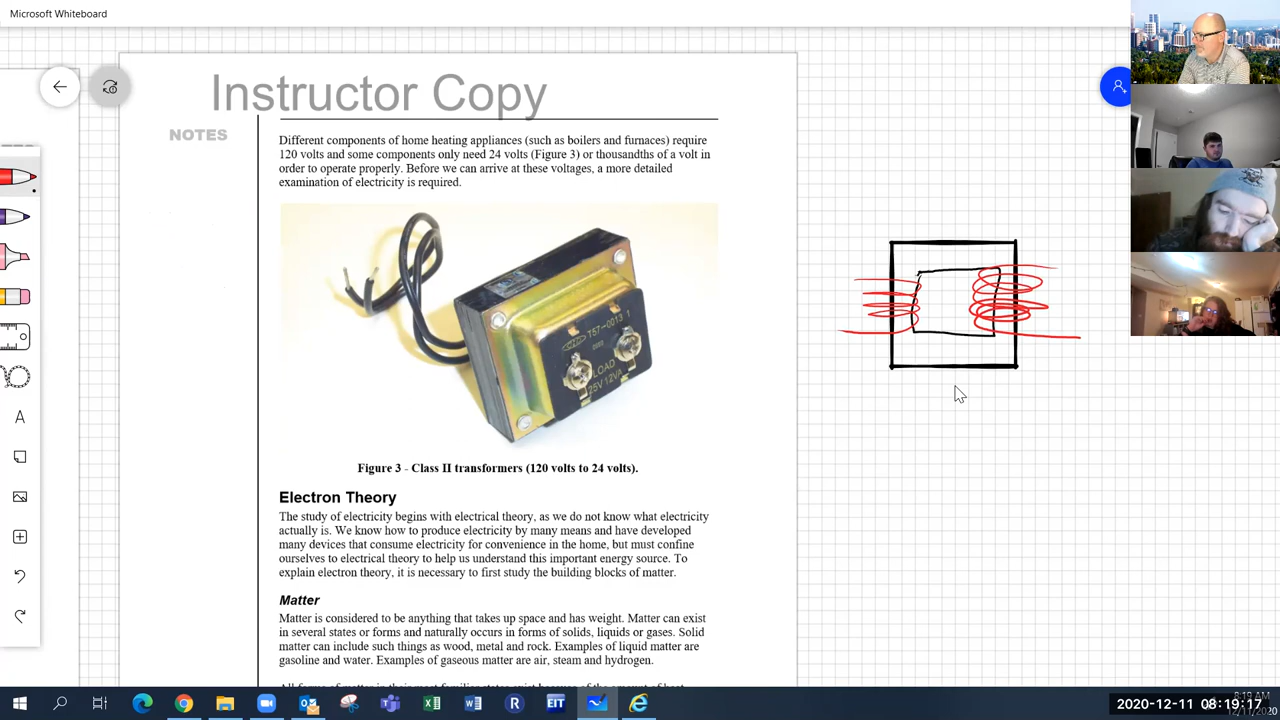 Microsoft Whiteboard
Instructor Copy
NOTES
Different components of home heating appliances (such as boilers and furnaces) require
120 volts and some components only need 24 volts (Figure 3) or thousandths of a volt in
order to operate properly. Before we can arrive at these voltages, a more detailed
examination of electricity is required.
T57-0013 1
LOAD
25V 12VA
Figure 3 - Class II transformers (120 volts to 24 volts).
Electron Theory
The study of electricity begins with electrical theory, as we do not know what electricity
actually is. We know how to produce electricity by many means and have developed
many devices that consume electricity for convenience in the home, but must confine
ourselves to electrical theory to help us understand this important energy source. To
explain electron theory, it is necessary to first study the building blocks of matter.
Matter
Matter is considered to be anything that takes up space and has weight. Matter can exist
in several states or forms and naturally occurs in forms of solids, liquids or gases. Solid
matter can include such things as wood, metal and rock. Examples of liquid matter are
gasoline and water. Examples of gaseous matter are air, steam and hydrogen.
A
R
EIT
8:19 AM
2020-12-11 08:19:17